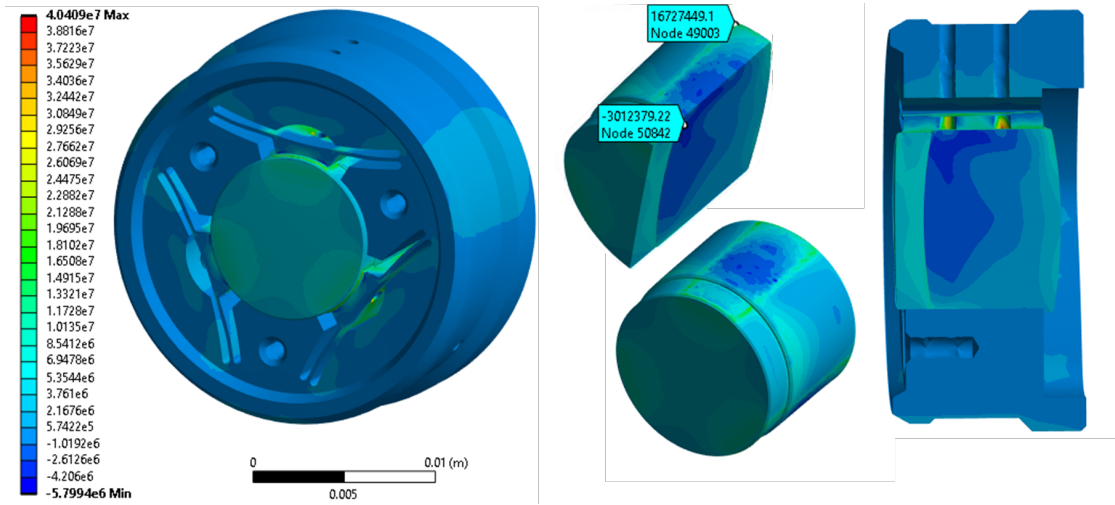 4.0409e7 Max
3.8816e7
3.7223e7
3.5629e7
3.4036e7
3.2442e7
3.0849e7
2.9256e7
2.7662e7
2.6069e7
2.4475e7
2.2882e7
2.1288e7
1.9695e7
1.8102e7
1.6508e7
1.4915e7
1.3321e7
1.1728e7
1.0135e7
8.5412e6
6.9478e6
5.3544e6
3.761e6
2.1676e6
5.7422e5
-1.0192e6
-2.6126e6
-4.206e6
-5.7994e6 Min
0
0.01 (m)
0.005
16727449.1
Node 49003
-3012379.22
Node 50842